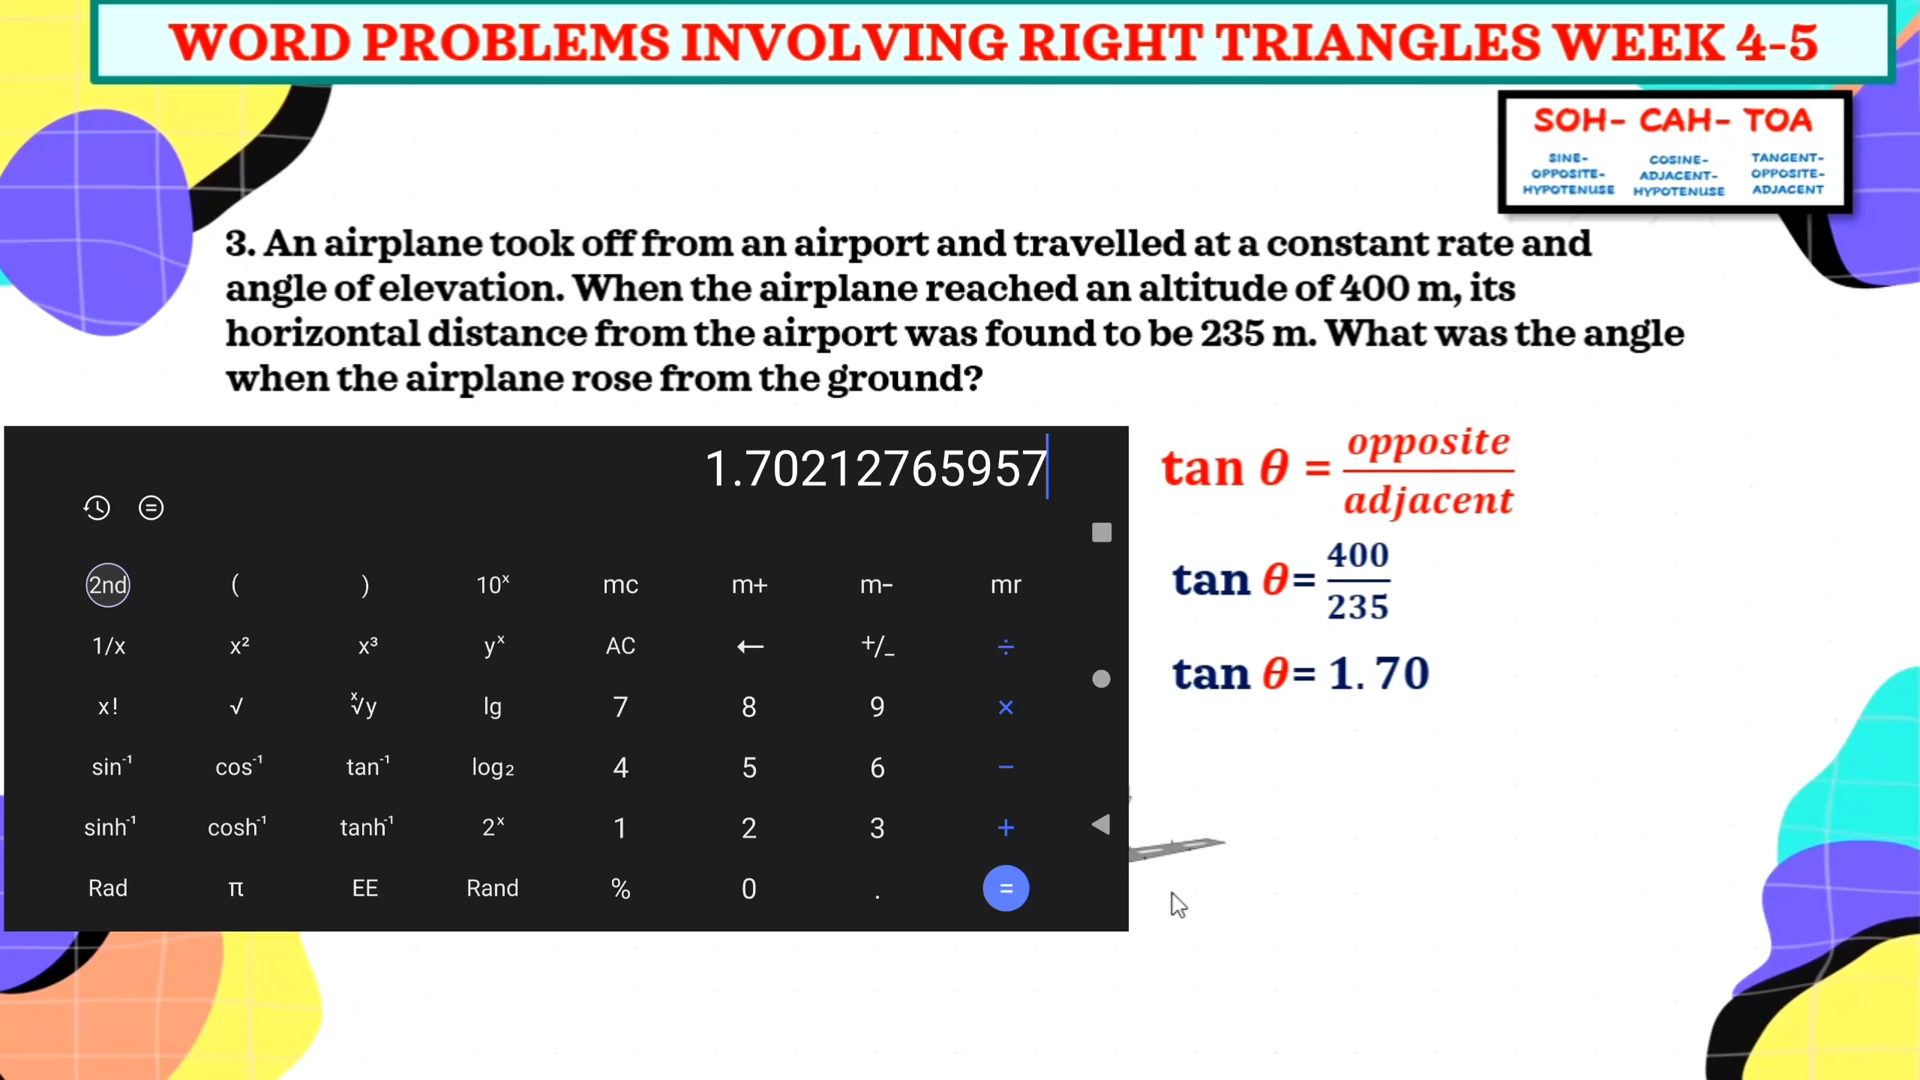 WORD PROBLEMS INVOLVING RIGHT TRIANGLES WEEK 4-5
SOH- CAH- TOA
SINE-
OPPOSITE-
HYPOTENUSE
COSINE-
ADJACENT-
HYPOTENUSE
TANGENT-
OPPOSITE-
ADJACENT
3. An airplane took off from an airport and travelled at a constant rate and
angle of elevation. When the airplane reached an altitude of 400 m, its
horizontal distance from the airport was found to be 235 m. What was the angle
when the airplane rose from the ground?
1.70212765957
2nd ( ) 10ˣ mc m+ m− mr
1/x x² x³ yˣ AC ← +/− ÷
x! √ ˣ√y lg 7 8 9 ×
sin⁻¹ cos⁻¹ tan⁻¹ log₂ 4 5 6 −
sinh⁻¹ cosh⁻¹ tanh⁻¹ 2ˣ 1 2 3 +
Rad π EE Rand % 0 . =
tan θ = opposite/adjacent
tan θ= 400/235
tan θ= 1.70